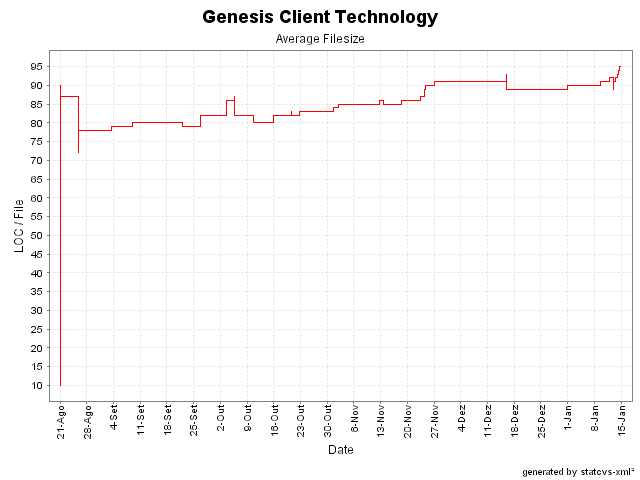 Genesis Client Technology
Average Filesize
95
90
85
80
75
70
65
60
55
50
45
40
35
30
25
20
15
10
LOC / File
21-Ago
28-Ago
4-Set
11-Set
18-Set
25-Set
2-Out
9-Out
16-Out
23-Out
30-Out
6-Nov
13-Nov
20-Nov
27-Nov
4-Dez
11-Dez
18-Dez
25-Dez
1-Jan
8-Jan
15-Jan
Date
generated by statcvs-xml²